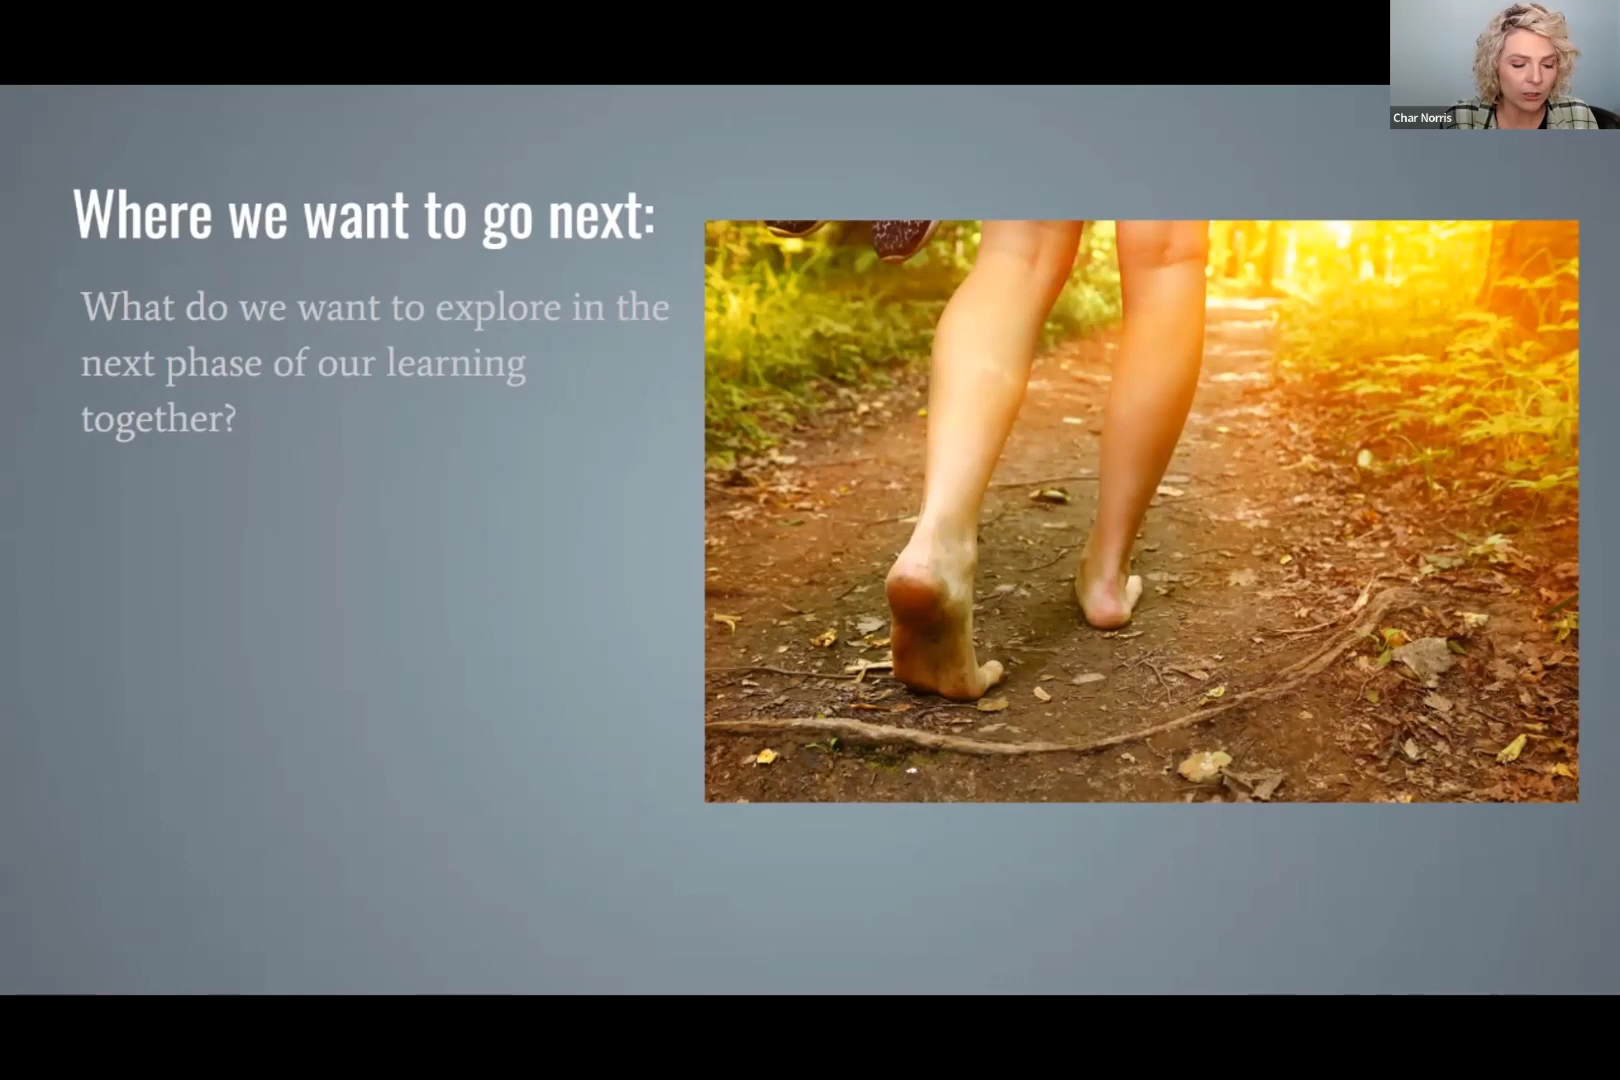 Char Norris
Where we want to go next:
What do we want to explore in the
next phase of our learning
together?